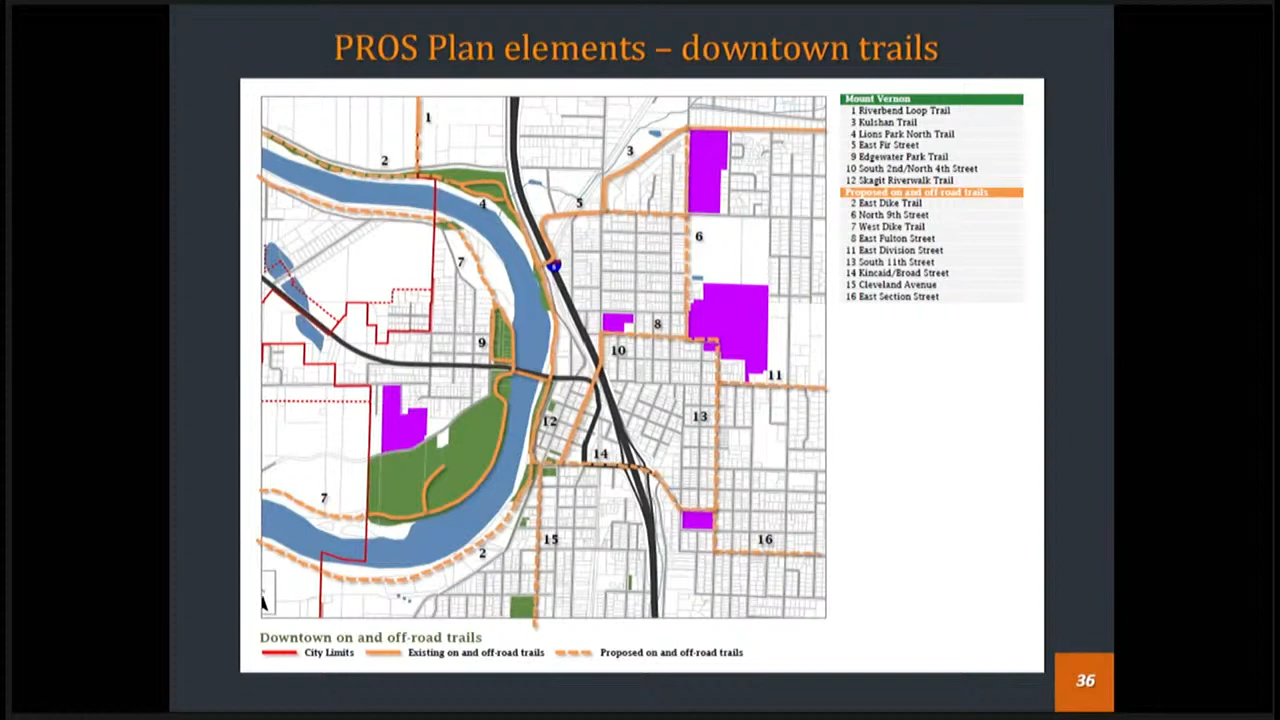 PROS Plan elements – downtown trails
Mount Vernon
1 Riverbend Loop Trail
3 Kulshan Trail
4 Lions Park North Trail
5 East Fir Street
9 Edgewater Park Trail
10 South 2nd/North 4th Street
12 Skagit Riverwalk Trail
Proposed on and off-road trails
2 East Dike Trail
6 North 9th Street
7 West Dike Trail
8 East Fulton Street
11 East Division Street
13 South 11th Street
14 Kincaid/Broad Street
15 Cleveland Avenue
16 East Section Street
1
2
3
4
5
6
7
8
9
10
11
12
13
14
7
15
16
2
Downtown on and off-road trails
City Limits
Existing on and off-road trails
Proposed on and off-road trails
36